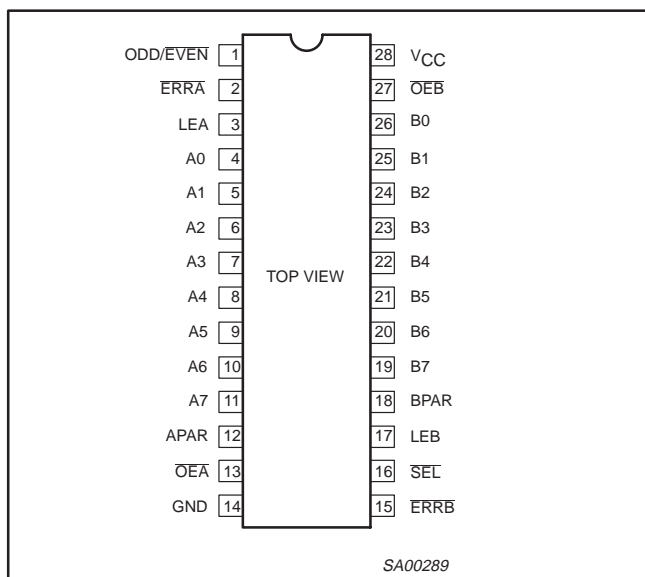 ODD/EVEN 1 28 VCC
ERRA 2 27 OEB
LEA 3 26 B0
A0 4 25 B1
A1 5 24 B2
A2 6 23 B3
A3 7 22 B4
TOP VIEW
A4 8 21 B5
A5 9 20 B6
A6 10 19 B7
A7 11 18 BPAR
APAR 12 17 LEB
OEA 13 16 SEL
GND 14 15 ERRB
SA00289